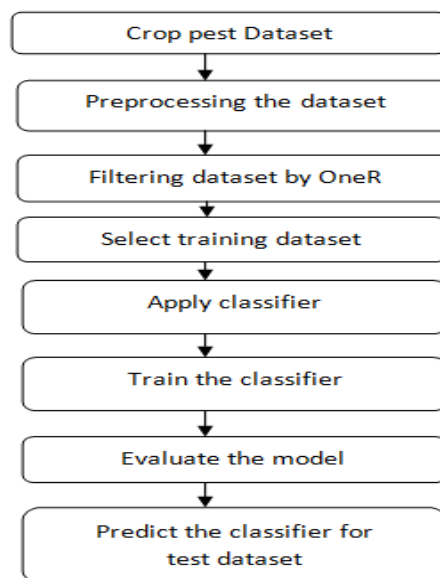 Crop pest Dataset
Preprocessing the dataset
Filtering dataset by OneR
Select training dataset
Apply classifier
Train the classifier
Evaluate the model
Predict the classifier for
test dataset